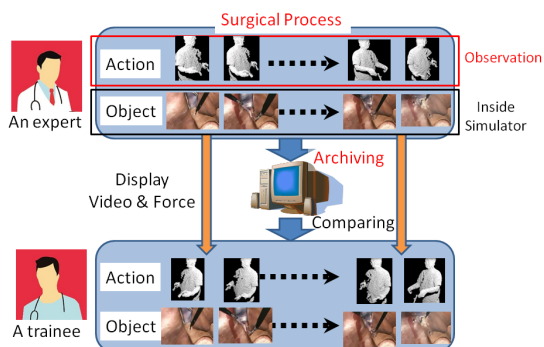 Surgical Process
Action
Observation
An expert
Object
Inside
Simulator
Archiving
Display
Video & Force
Comparing
Action
A trainee
Object